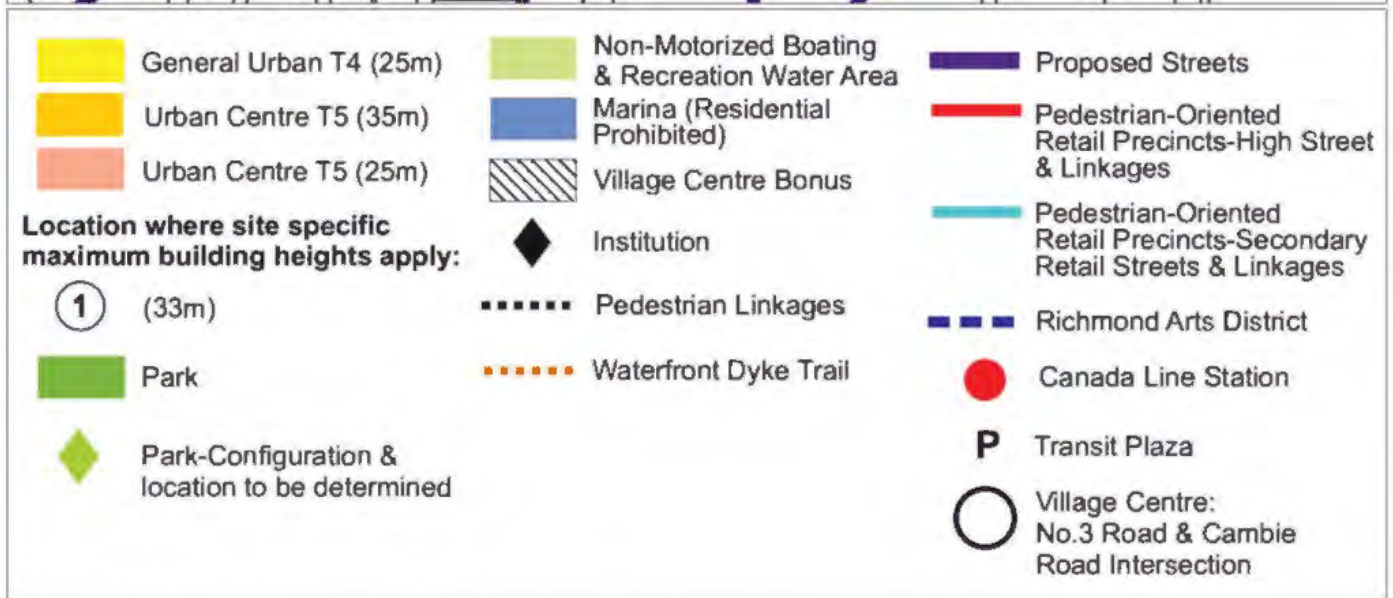 General Urban T4 (25m)
Urban Centre T5 (35m)
Urban Centre T5 (25m)
Location where site specific
maximum building heights apply:
1 (33m)
Park
Park-Configuration &
location to be determined
Non-Motorized Boating
& Recreation Water Area
Marina (Residential
Prohibited)
Village Centre Bonus
Institution
Pedestrian Linkages
Waterfront Dyke Trail
Proposed Streets
Pedestrian-Oriented
Retail Precincts-High Street
& Linkages
Pedestrian-Oriented
Retail Precincts-Secondary
Retail Streets & Linkages
Richmond Arts District
Canada Line Station
P Transit Plaza
Village Centre:
No.3 Road & Cambie
Road Intersection